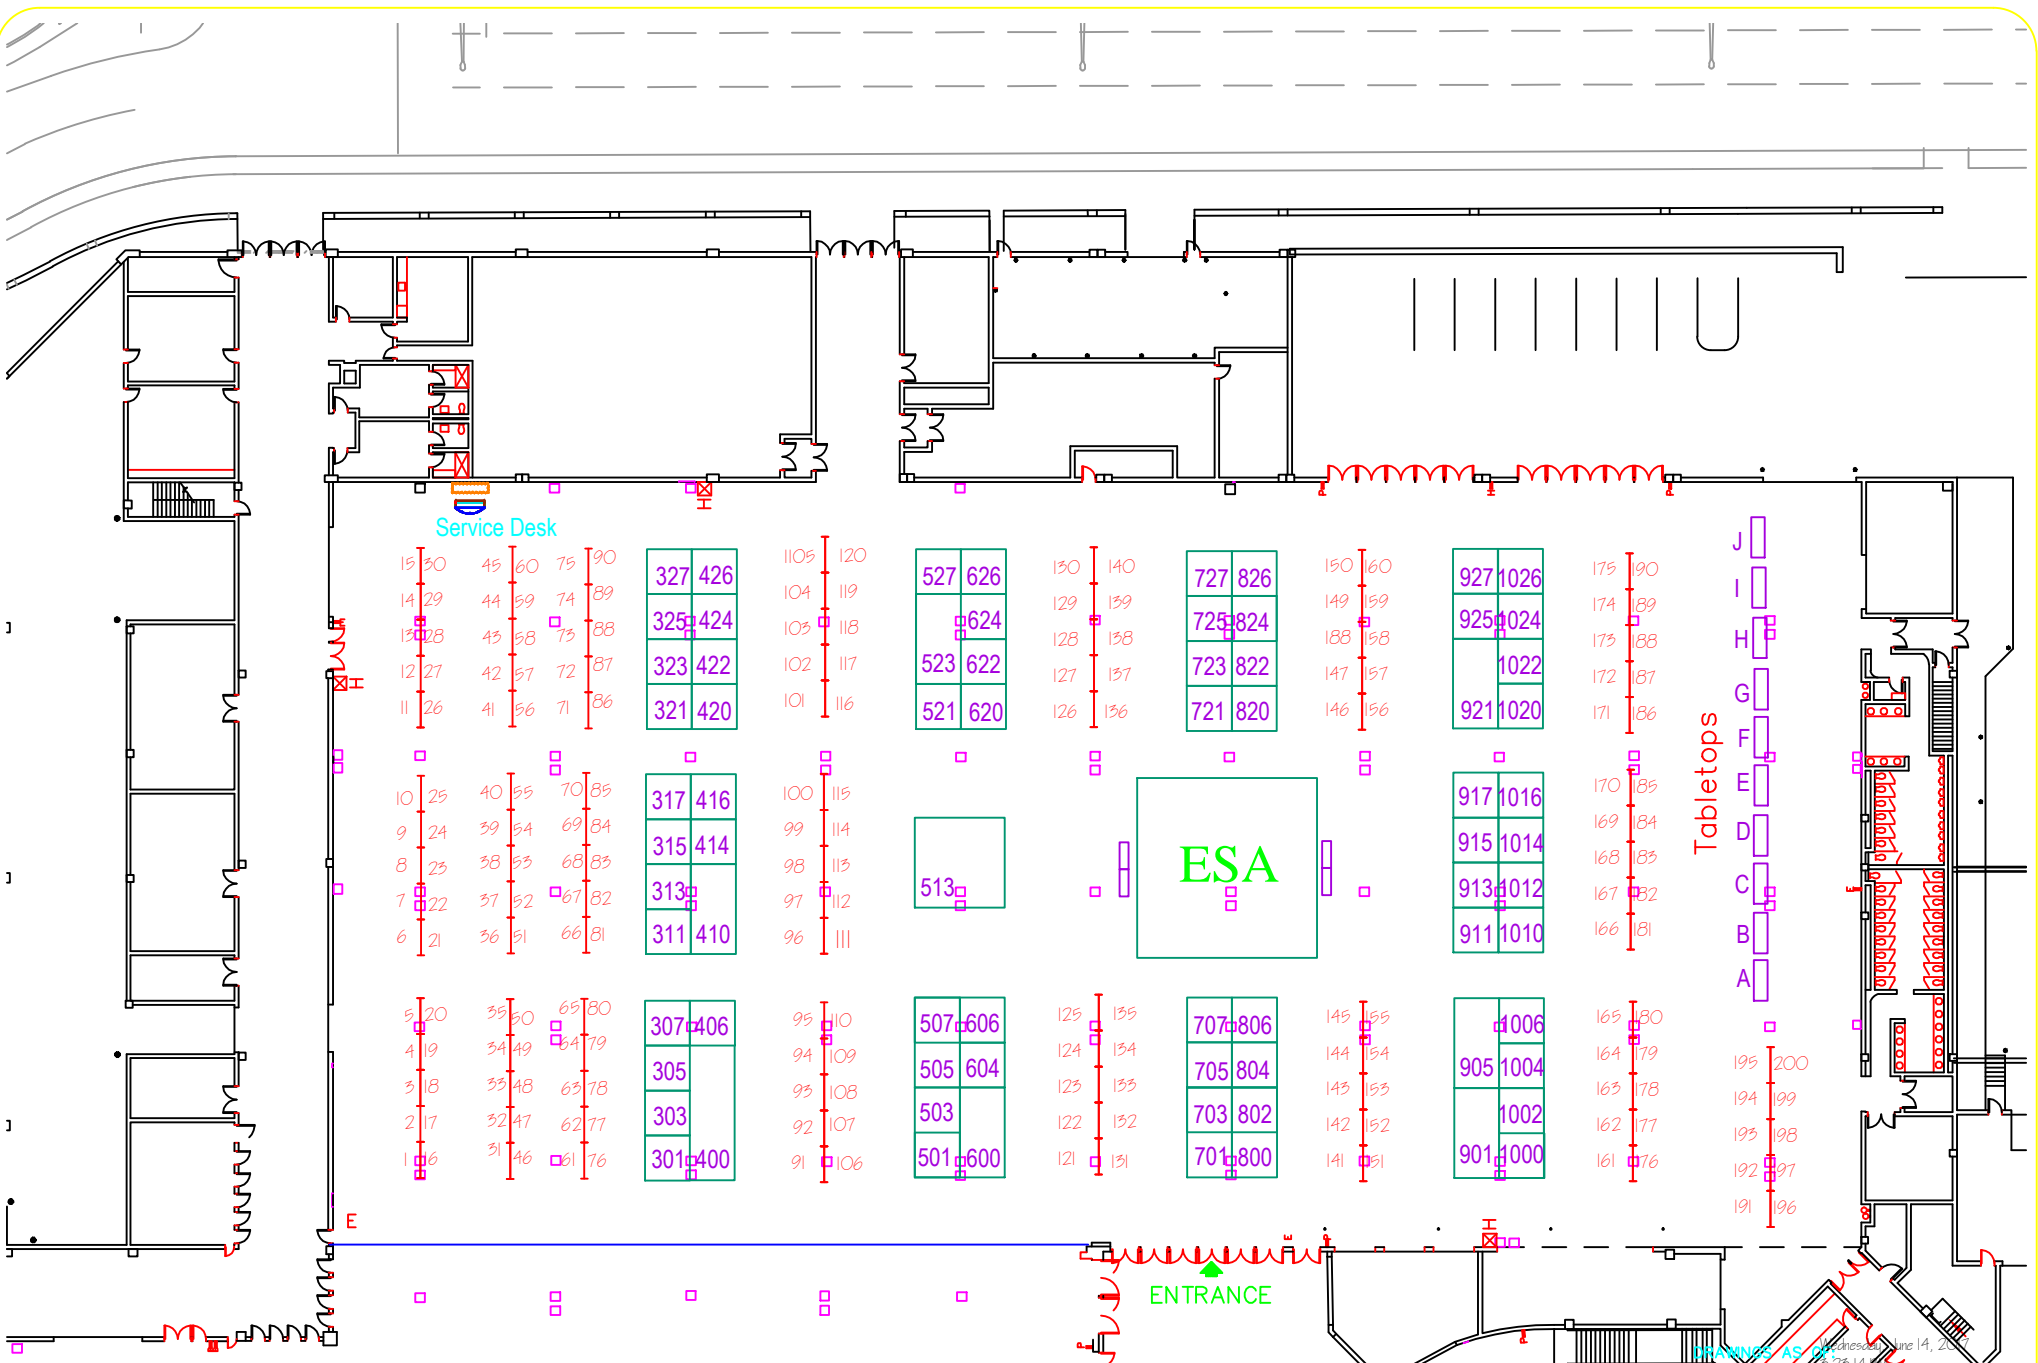 Service Desk
15 30 45 60 75 90 327 426 1105 120 527 626 130 140 727 826 150 160 927 1026 175 190 J
14 29 44 59 74 89 325 424 104 119 624 129 139 725 824 149 159 925 1024 174 189 I
13 28 43 58 73 88 103 118 128 138 188 158 173 188 H
12 27 42 57 72 87 323 422 102 117 523 622 127 137 723 822 147 157 1022 172 187
11 26 41 56 71 86 321 420 101 116 521 620 126 136 721 820 146 156 921 1020 171 186 G
F
Tabletops
10 25 40 55 70 85 317 416 100 115 917 1016 170 185 E
9 24 39 54 69 84 315 414 99 114 915 1014 169 184 D
8 23 38 53 68 83 98 113 ESA 168 183
7 22 37 52 67 82 313 97 112 513 913 1012 167 182 C
6 21 36 51 66 81 311 410 96 111 911 1010 166 181 B
A
5 20 35 50 65 80 307 406 95 110 507 606 125 135 707 806 145 155 1006 165 180
4 19 34 49 64 79 305 94 109 505 604 124 134 705 804 144 154 905 1004 164 179 195 200
3 18 33 48 63 78 303 93 108 503 123 133 703 802 143 153 1002 163 178 194 199
2 17 32 47 62 77 92 107 122 132 142 152 162 177 193 198
1 16 31 46 61 76 301 400 91 106 501 600 121 131 701 800 141 151 901 1000 161 176 192 197
191 196
E
ENTRANCE
DRAWINGS AS OF:
Wednesday, June 14, 2017